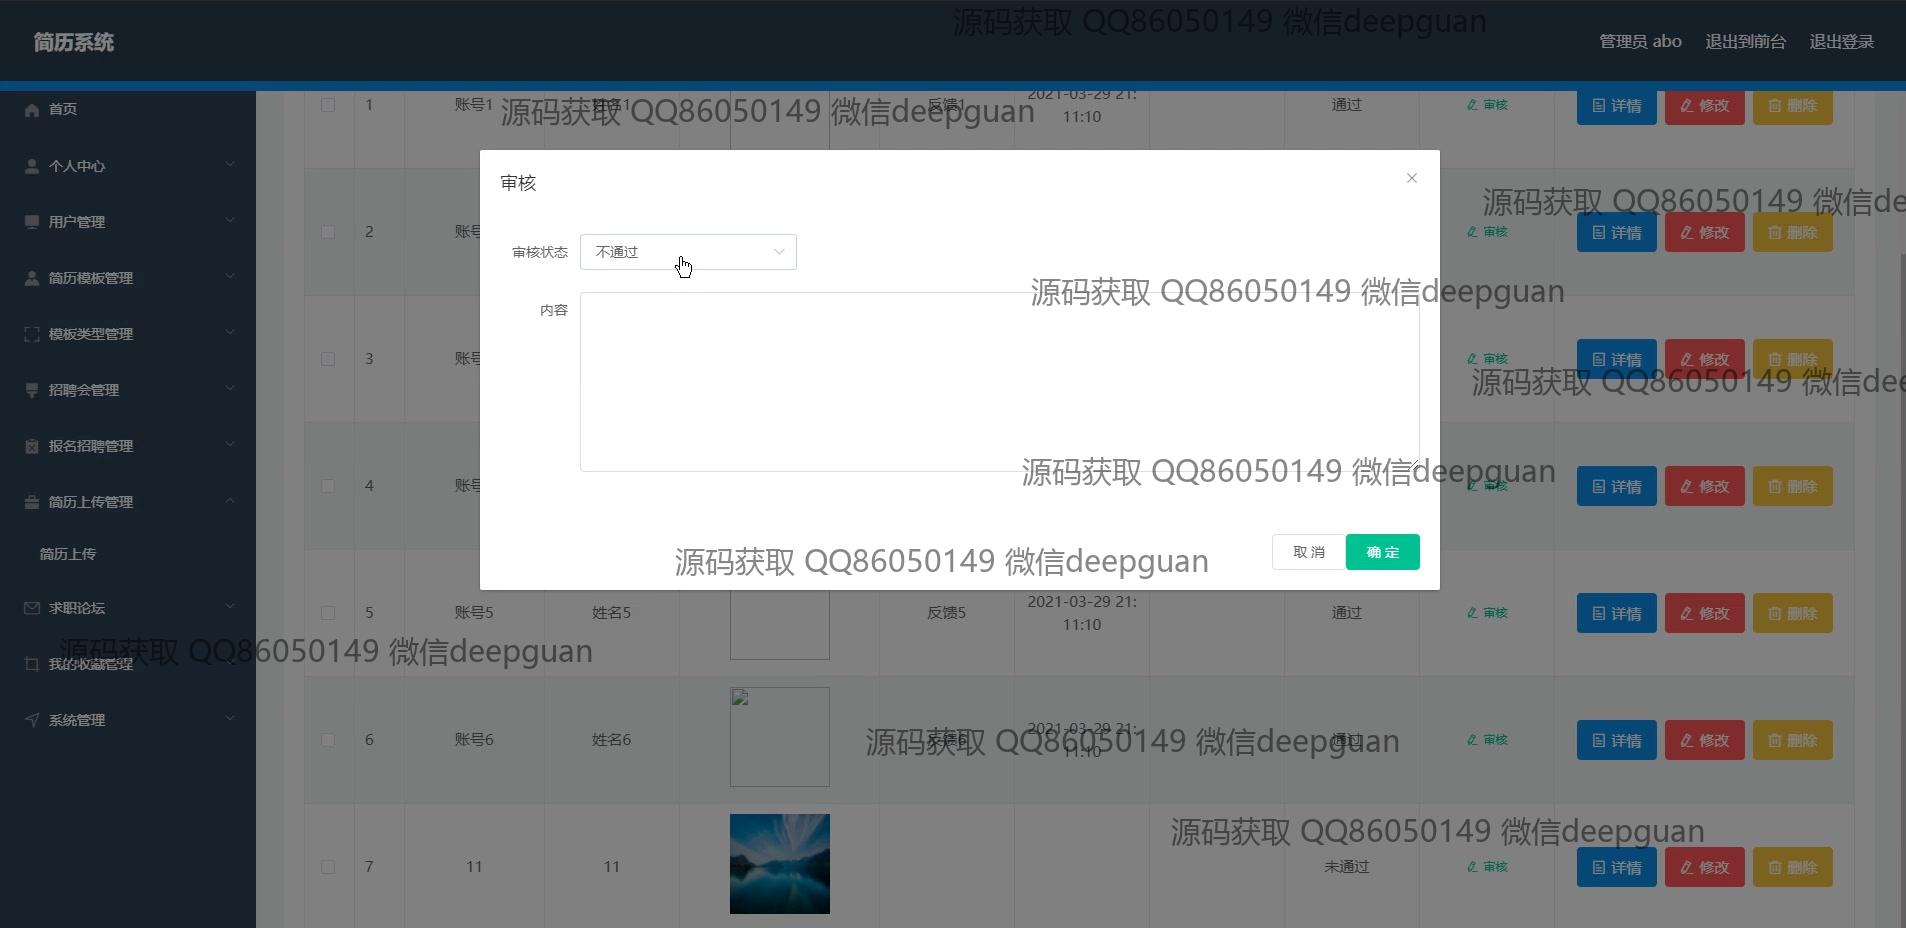 源码获取 QQ86050149 微信deepguan
简历系统
管理员 abo 退出到前台 退出登录
首页
个人中心
用户管理
简历模板管理
模板类型管理
招聘会管理
报名招聘管理
简历上传管理
简历上传
求职论坛
我的收藏管理
系统管理
1 账号1 姓名1 反馈1 2021-03-29 21:11:10 通过 审核 详情 修改 删除
源码获取 QQ86050149 微信deepguan
审核
审核状态 不通过
内容
取 消 确 定
源码获取 QQ86050149 微信dee
2 账号 审核 详情 修改 删除
源码获取 QQ86050149 微信deepguan
3 账号 审核 详情 修改 删除
源码获取 QQ86050149 微信dee
源码获取 QQ86050149 微信deepguan
4 账号 审核 详情 修改 删除
源码获取 QQ86050149 微信deepguan
5 账号5 姓名5 反馈5 2021-03-29 21:11:10 通过 审核 详情 修改 删除
源码获取 QQ86050149 微信deepguan
6 账号6 姓名6 反馈6 2021-03-29 21:11:10 通过 审核 详情 修改 删除
源码获取 QQ86050149 微信deepguan
源码获取 QQ86050149 微信deepguan
7 11 11 未通过 审核 详情 修改 删除